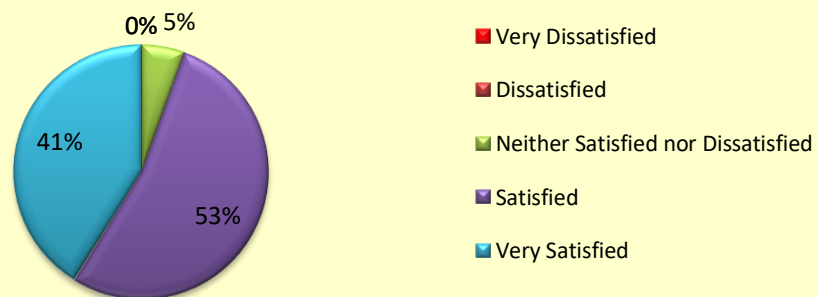 0% 5%
41%
53%
Very Dissatisfied
Dissatisfied
Neither Satisfied nor Dissatisfied
Satisfied
Very Satisfied